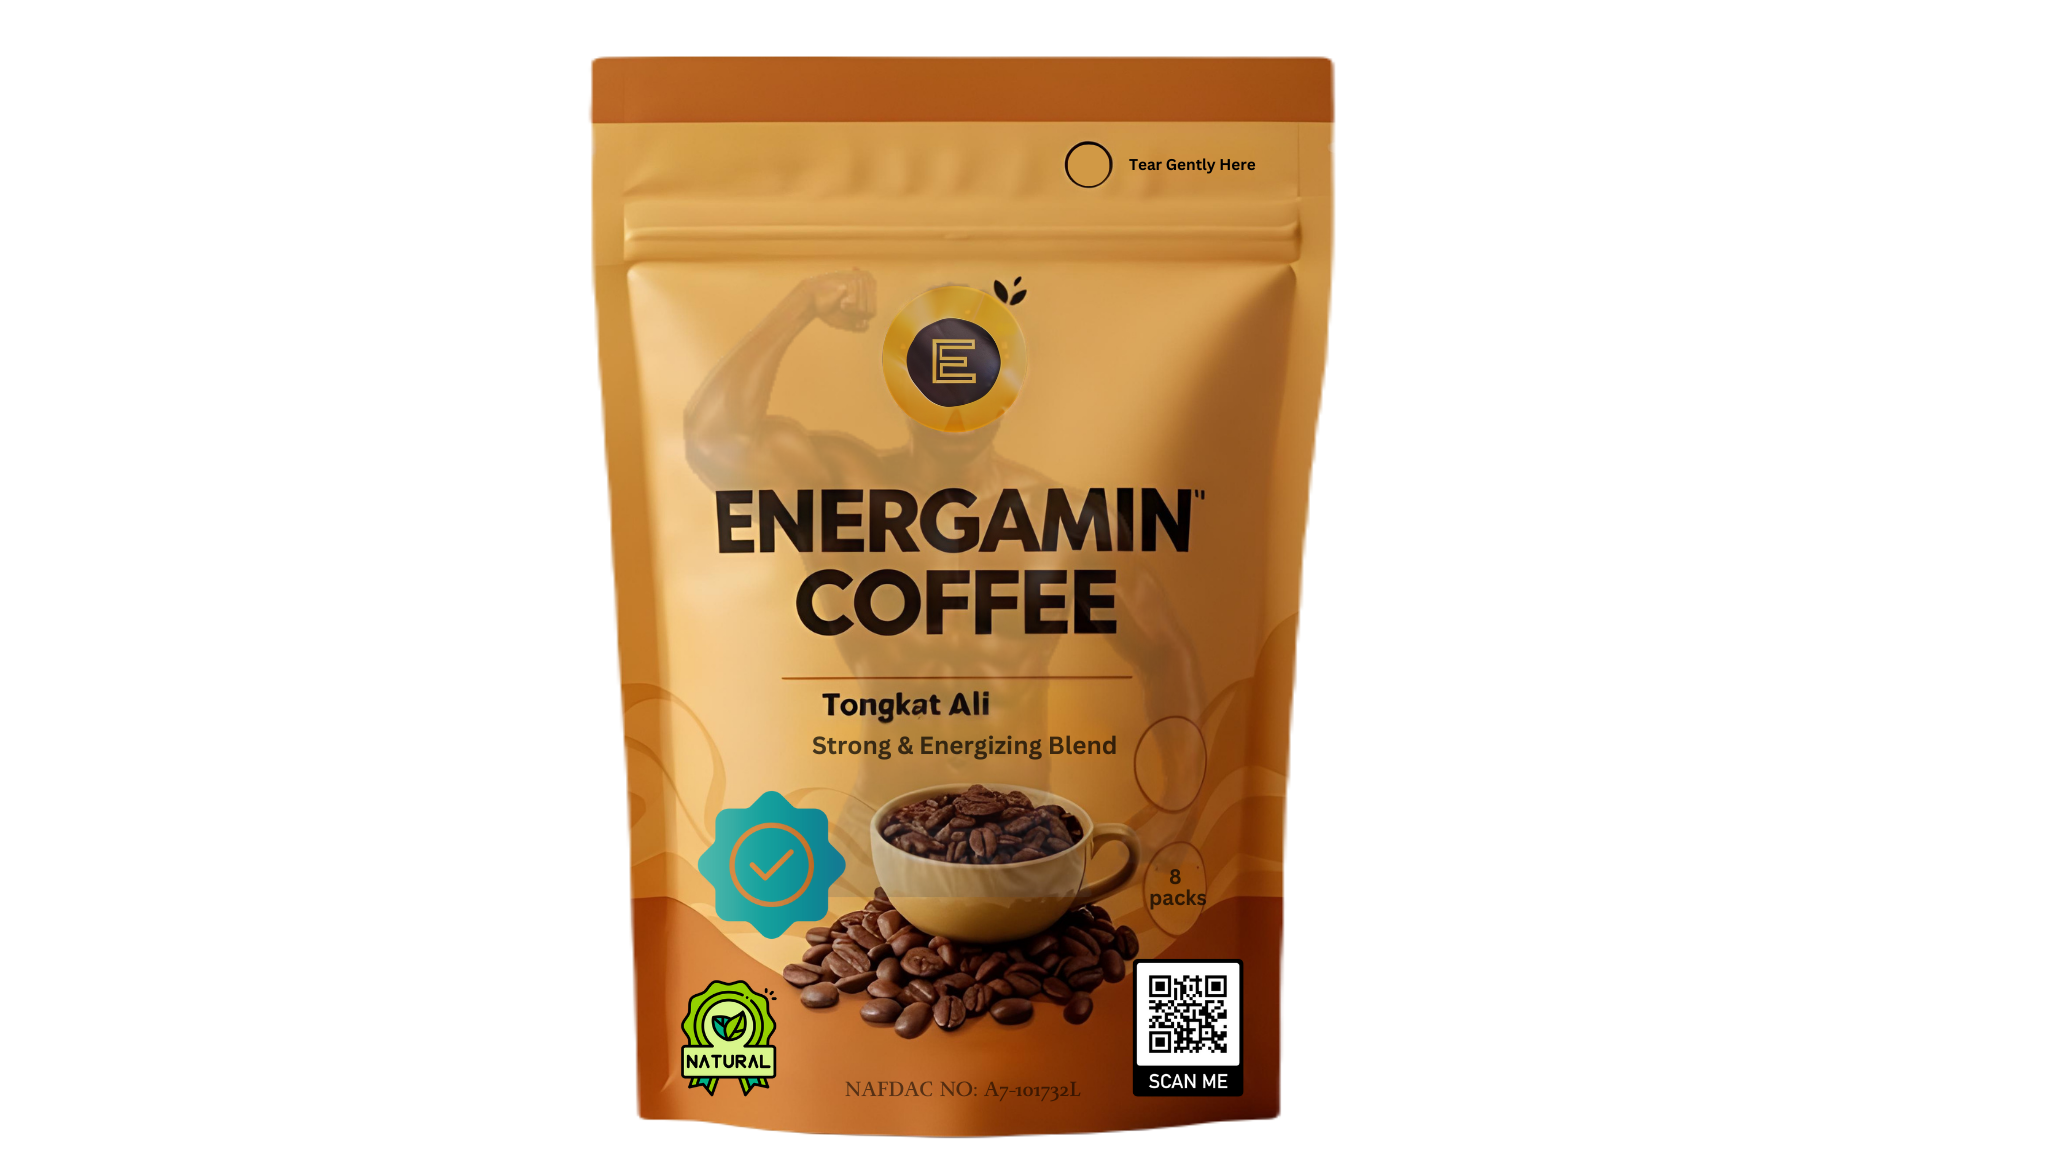 Tear Gently Here
E
ENERGAMIN"
COFFEE
Tongkat Ali
Strong & Energizing Blend
8
packs
NATURAL
SCAN ME
NAFDAC NO: A7-101732L